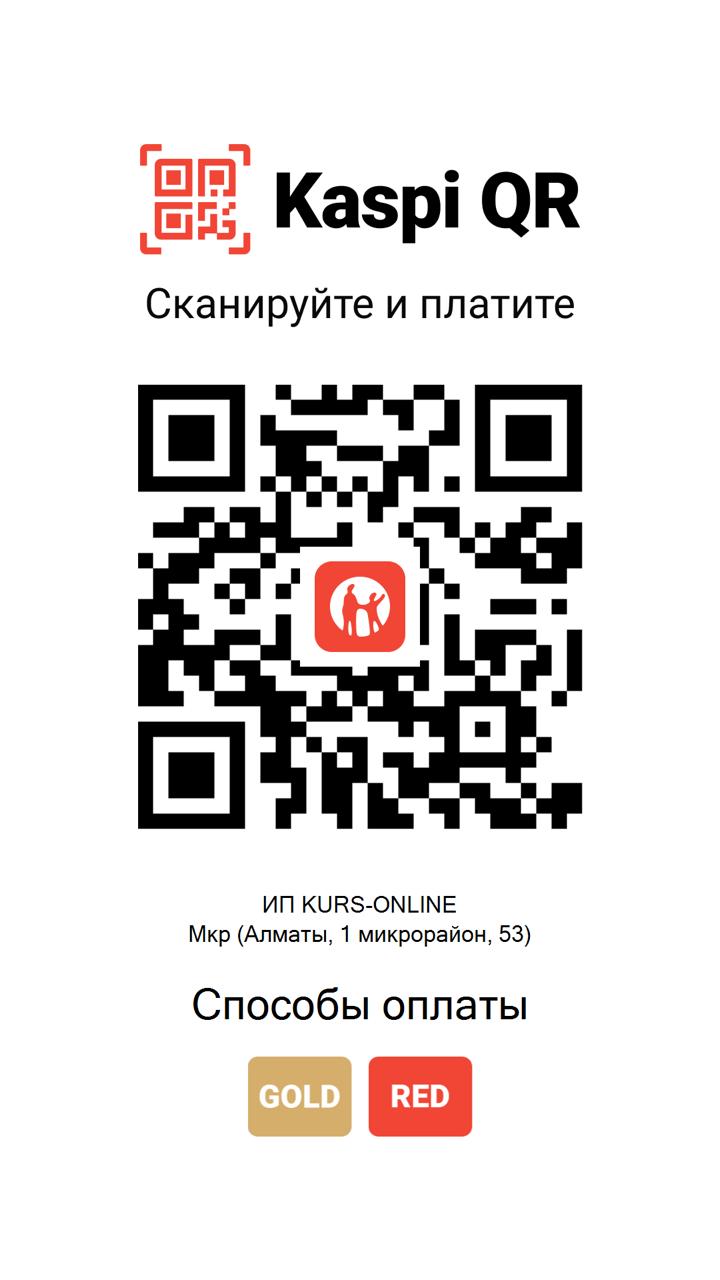 Kaspi QR
Сканируйте и платите
ИП KURS-ONLINE
Мкр (Алматы, 1 микрорайон, 53)
Способы оплаты
GOLD RED